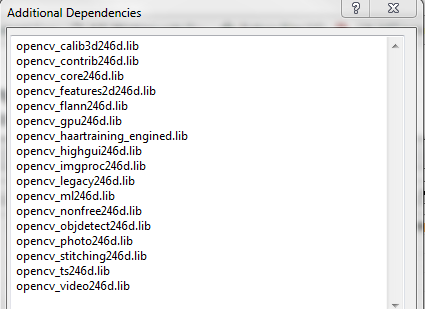 Additional Dependencies
opencv_calib3d246d.lib
opencv_contrib246d.lib
opencv_core246d.lib
opencv_features2d246d.lib
opencv_flann246d.lib
opencv_gpu246d.lib
opencv_haartraining_engined.lib
opencv_highgui246d.lib
opencv_imgproc246d.lib
opencv_legacy246d.lib
opencv_ml246d.lib
opencv_nonfree246d.lib
opencv_objdetect246d.lib
opencv_photo246d.lib
opencv_stitching246d.lib
opencv_ts246d.lib
opencv_video246d.lib